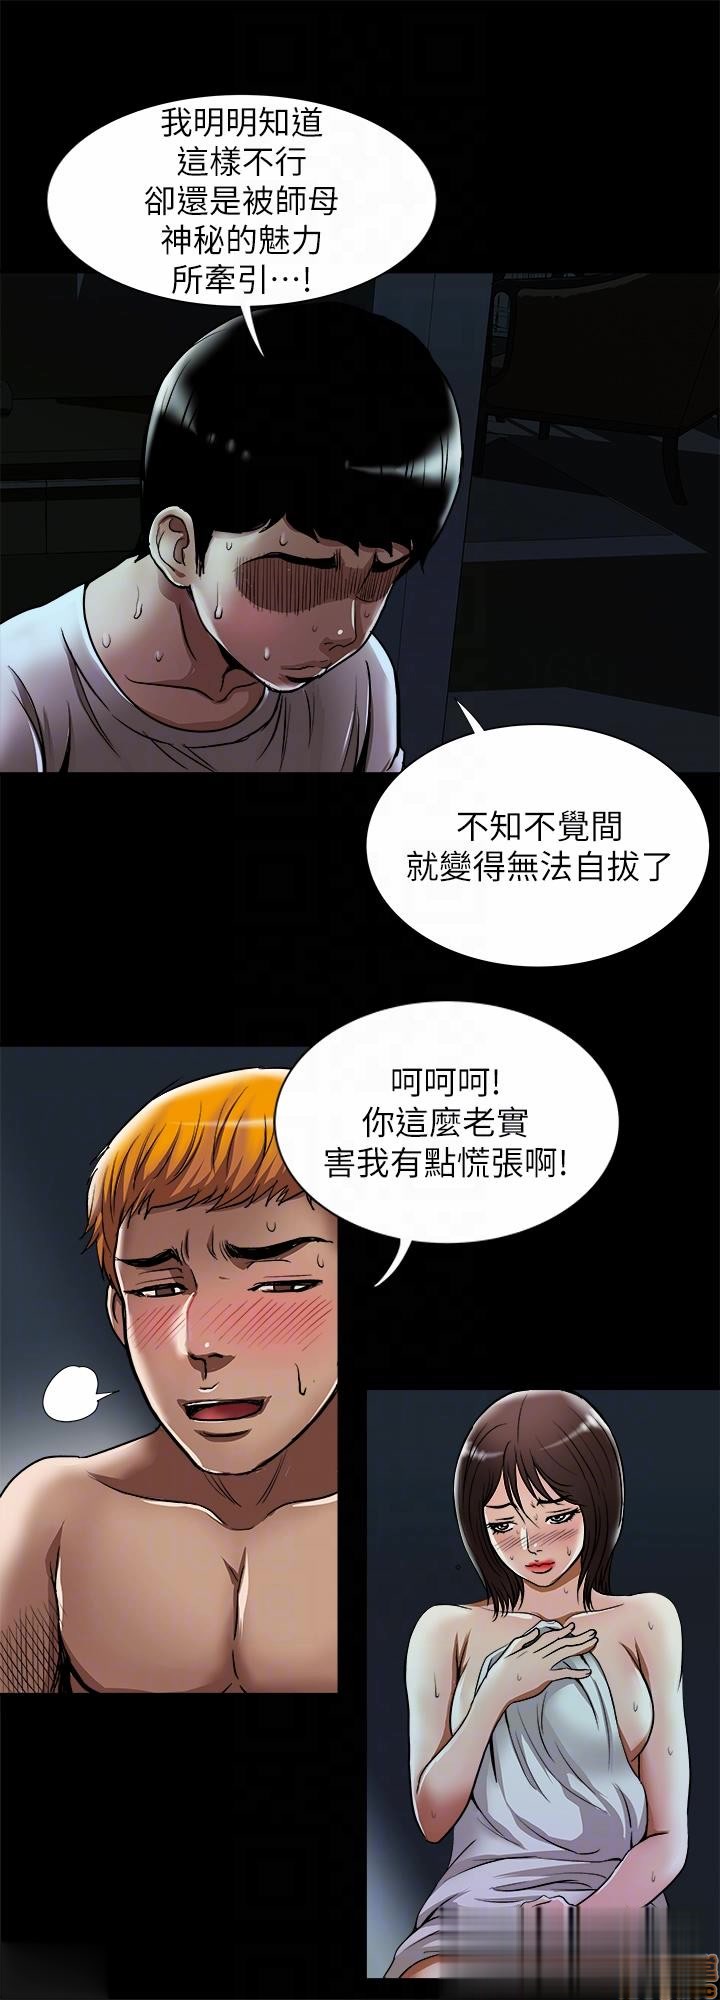 我明明知道
這樣不行
卻還是被師母
神秘的魅力
所牽引…!
不知不覺間
就變得無法自拔了
呵呵呵!
你這麼老實
害我有點慌張啊!